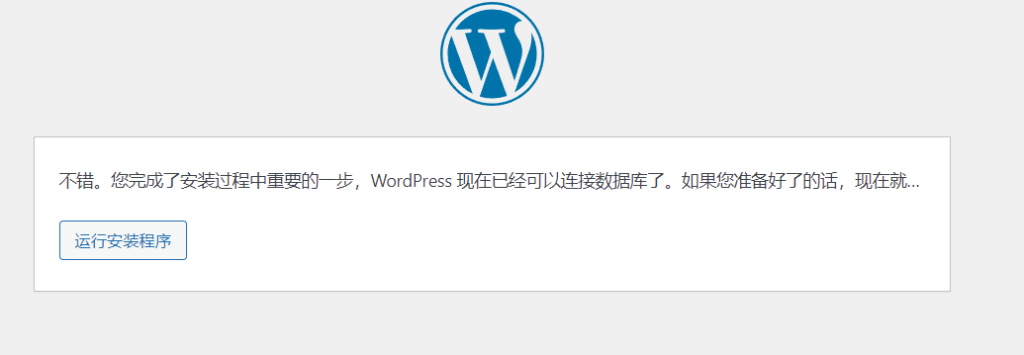 不错。您完成了安装过程中重要的一步，WordPress 现在已经可以连接数据库了。如果您准备好了的话，现在就…
运行安装程序